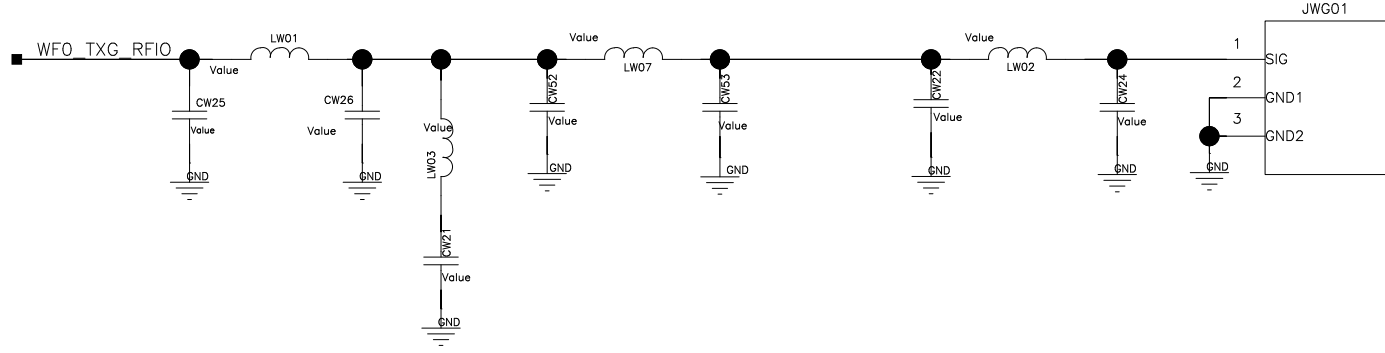 JWG01
WF0_TXG_RFIO
LW01
Value
Value
LW07
Value
LW02
1
SIG
CW25
Value
CW26
Value
Value
LW03
CW52
Value
CW53
Value
CW22
Value
CW24
Value
2
GND1
3
GND2
GND
GND
GND
GND
GND
GND
GND
CW21
Value
GND